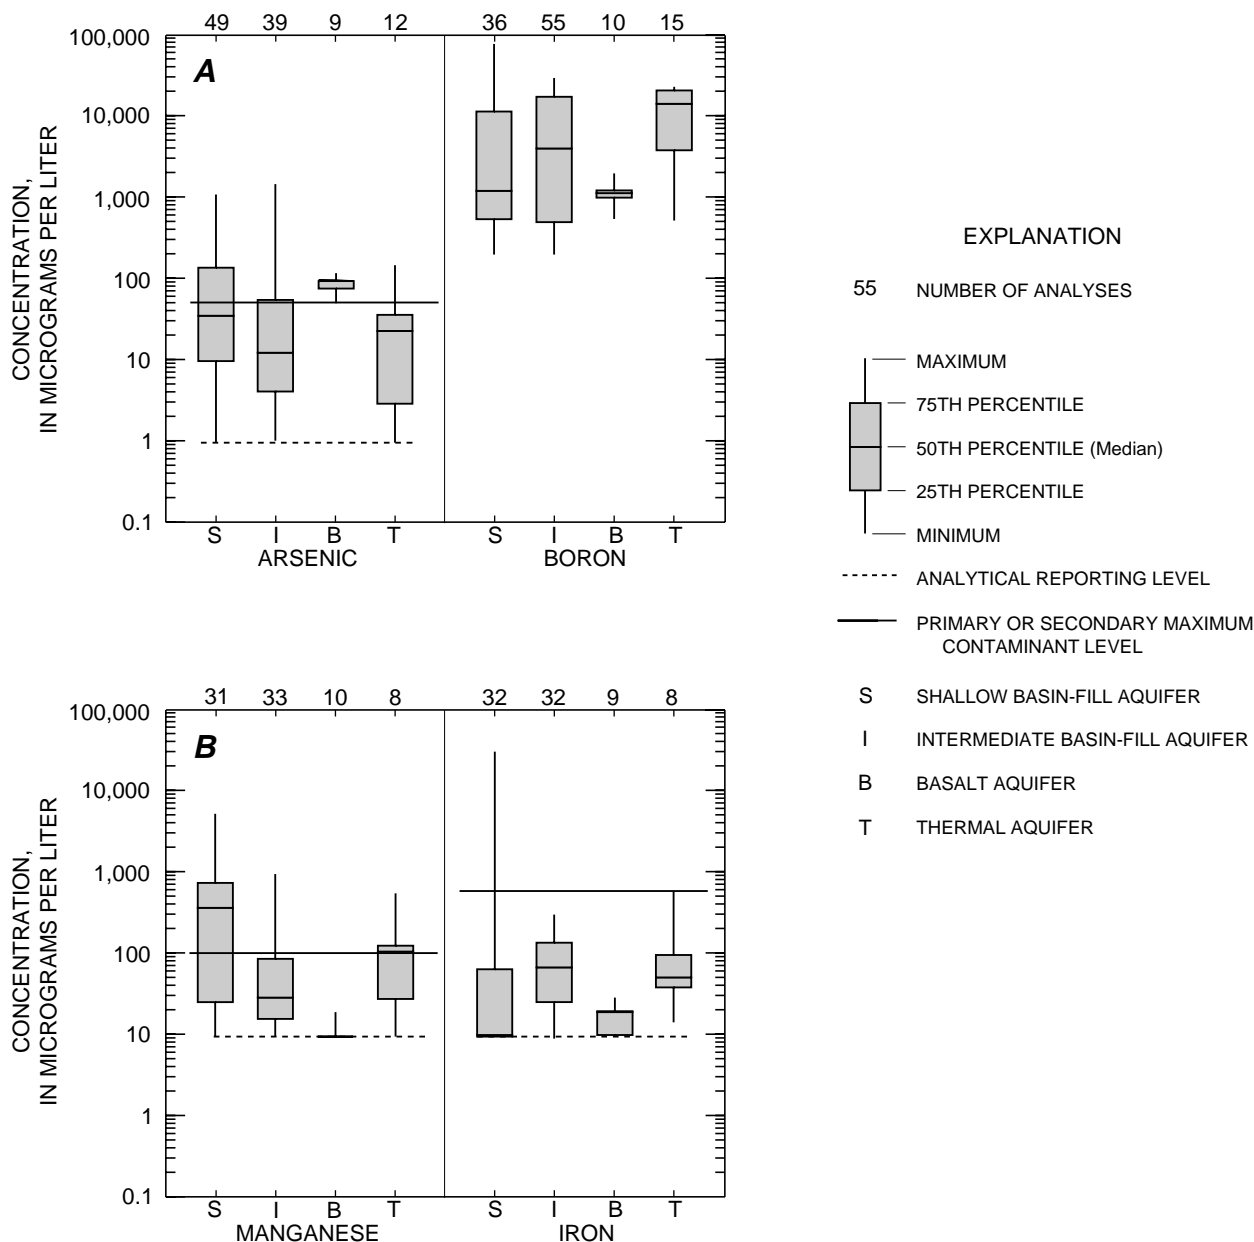 49 39 9 12 36 55 10 15
100,000
A
10,000
1,000
100
10
1
0.1
CONCENTRATION,
IN MICROGRAMS PER LITER
S I B T S I B T
ARSENIC BORON
EXPLANATION
55 NUMBER OF ANALYSES
MAXIMUM
75TH PERCENTILE
50TH PERCENTILE (Median)
25TH PERCENTILE
MINIMUM
ANALYTICAL REPORTING LEVEL
PRIMARY OR SECONDARY MAXIMUM
CONTAMINANT LEVEL
S SHALLOW BASIN-FILL AQUIFER
I INTERMEDIATE BASIN-FILL AQUIFER
B BASALT AQUIFER
T THERMAL AQUIFER
31 33 10 8 32 32 9 8
100,000
B
10,000
1,000
100
10
1
0.1
CONCENTRATION,
IN MICROGRAMS PER LITER
S I B T S I B T
MANGANESE IRON